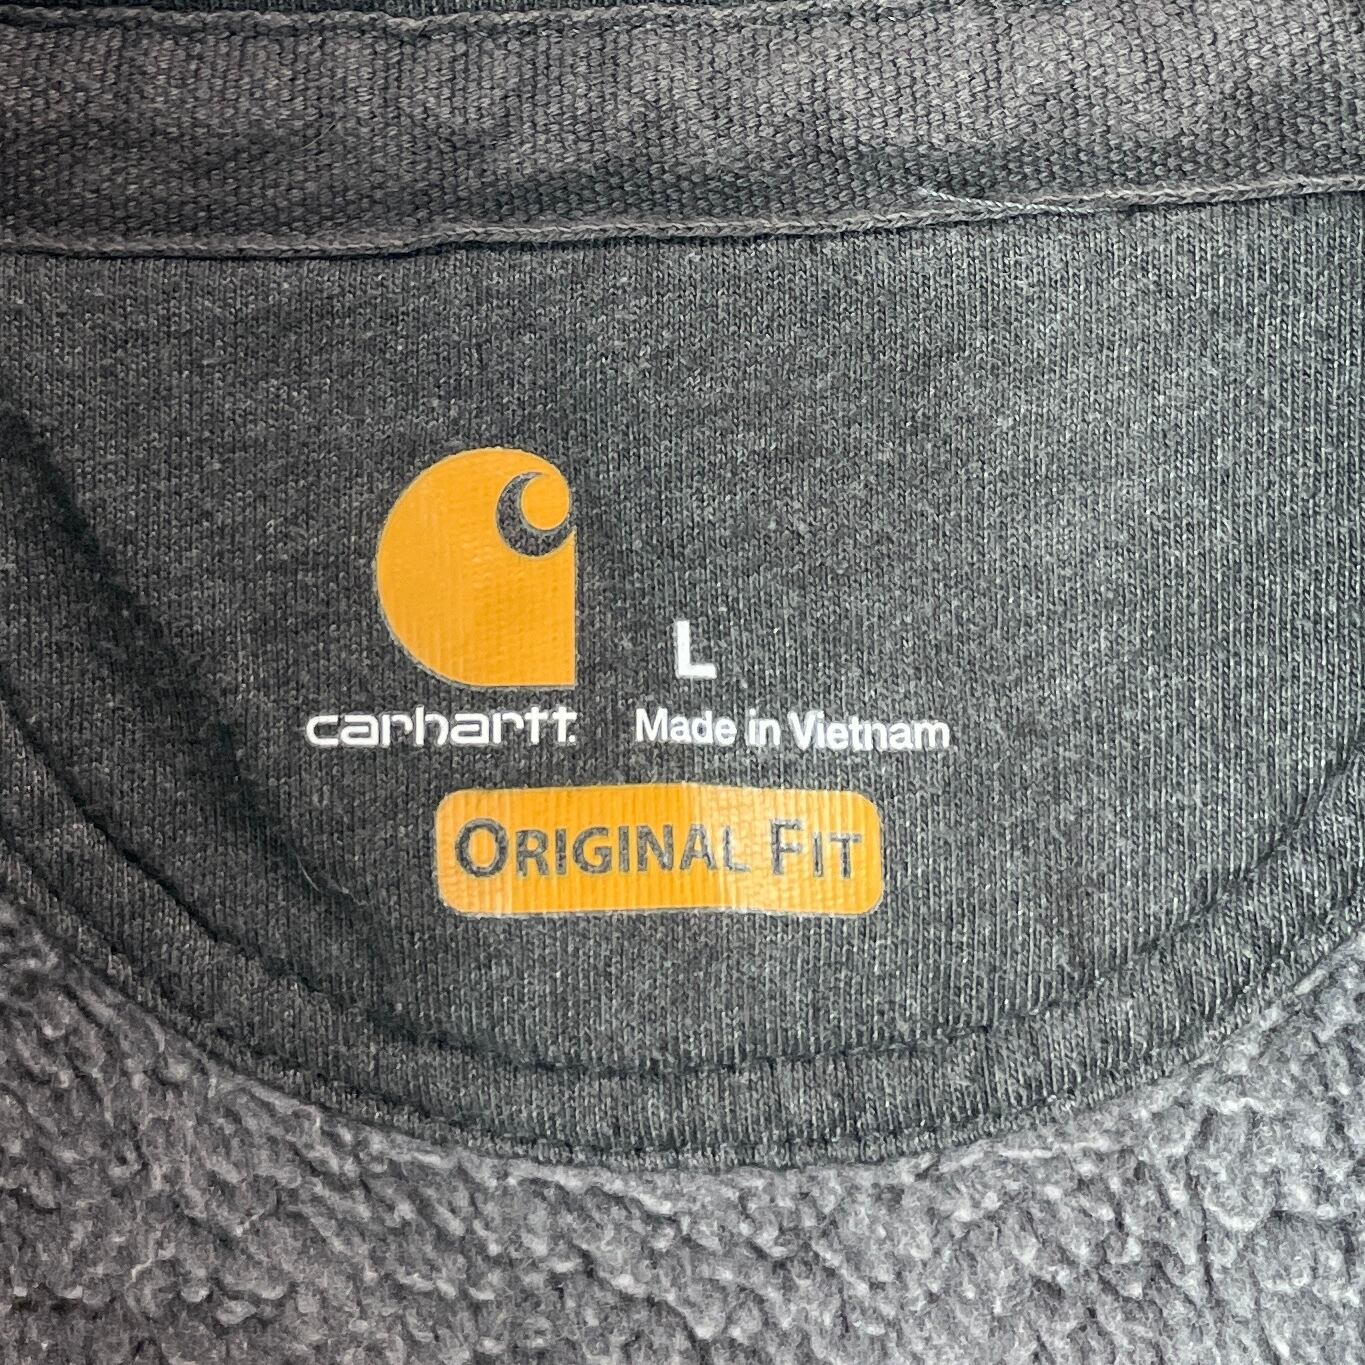 L
carhartt.
Made in Vietnam
ORIGINAL FIT